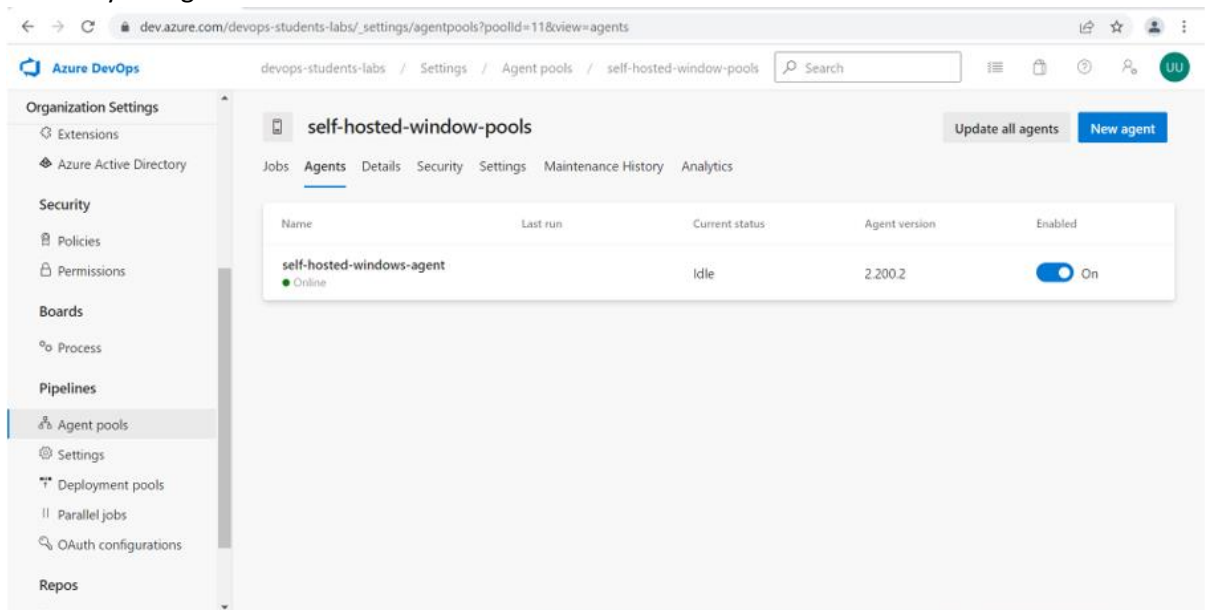 dev.azure.com/devops-students-labs/_settings/agentpools?poolId=11&view=agents
Azure DevOps
devops-students-labs / Settings / Agent pools / self-hosted-window-pools
Search
UU
Organization Settings
Extensions
Azure Active Directory
Security
Policies
Permissions
Boards
Process
Pipelines
Agent pools
Settings
Deployment pools
Parallel jobs
OAuth configurations
Repos
self-hosted-window-pools
Update all agents
New agent
Jobs Agents Details Security Settings Maintenance History Analytics
Name Last run Current status Agent version Enabled
self-hosted-windows-agent Idle 2.200.2 On
Online